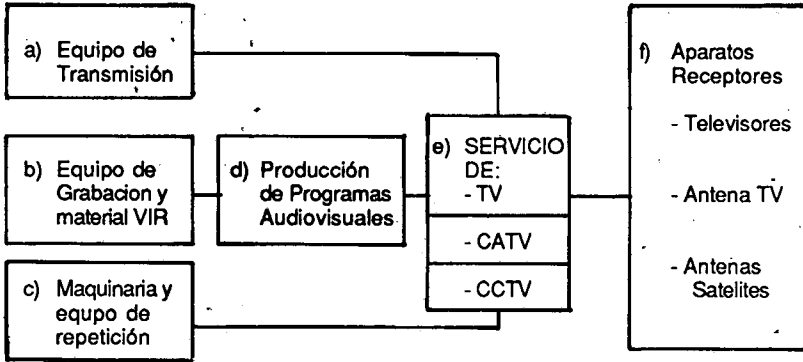 a) Equipo de
Transmisión
b) Equipo de
Grabacion y
material VIR
c) Maquinaria y
equpo de
repetición
d) Producción
de Programas
Audiovisuales
e) SERVICIO
DE:
- TV
- CATV
- CCTV
f) Aparatos
Receptores
- Televisores
- Antena TV
- Antenas
Satelites